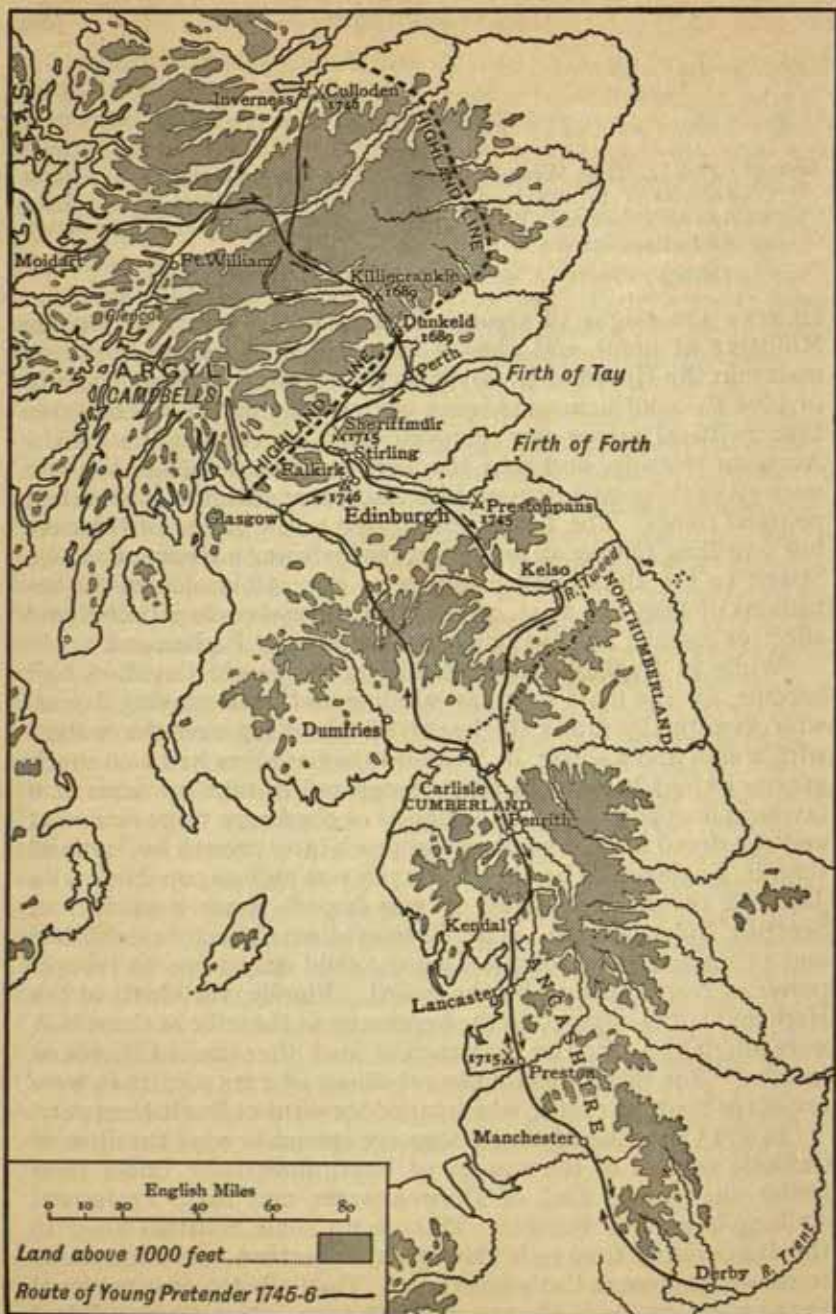 Inverness
Culloden
1746
HIGHLAND LINE
Moidart
Ft. William
Killiecrankie
1689
Glencoe
Dunkeld
1689
ARGYLL
CAMPBELLS
HIGHLAND LINE
Perth
Firth of Tay
Sheriffmuir
1715
Stirling
Firth of Forth
Falkirk
1746
Glasgow
Edinburgh
Prestonpans
1745
Kelso
R. Tweed
NORTHUMBERLAND
Dumfries
Carlisle
CUMBERLAND
Penrith
Kendal
LANCASHIRE
Lancaster
1715
Preston
Manchester
Derby
R. Trent
English Miles
0 10 20 40 60 80
Land above 1000 feet
Route of Young Pretender 1745-6